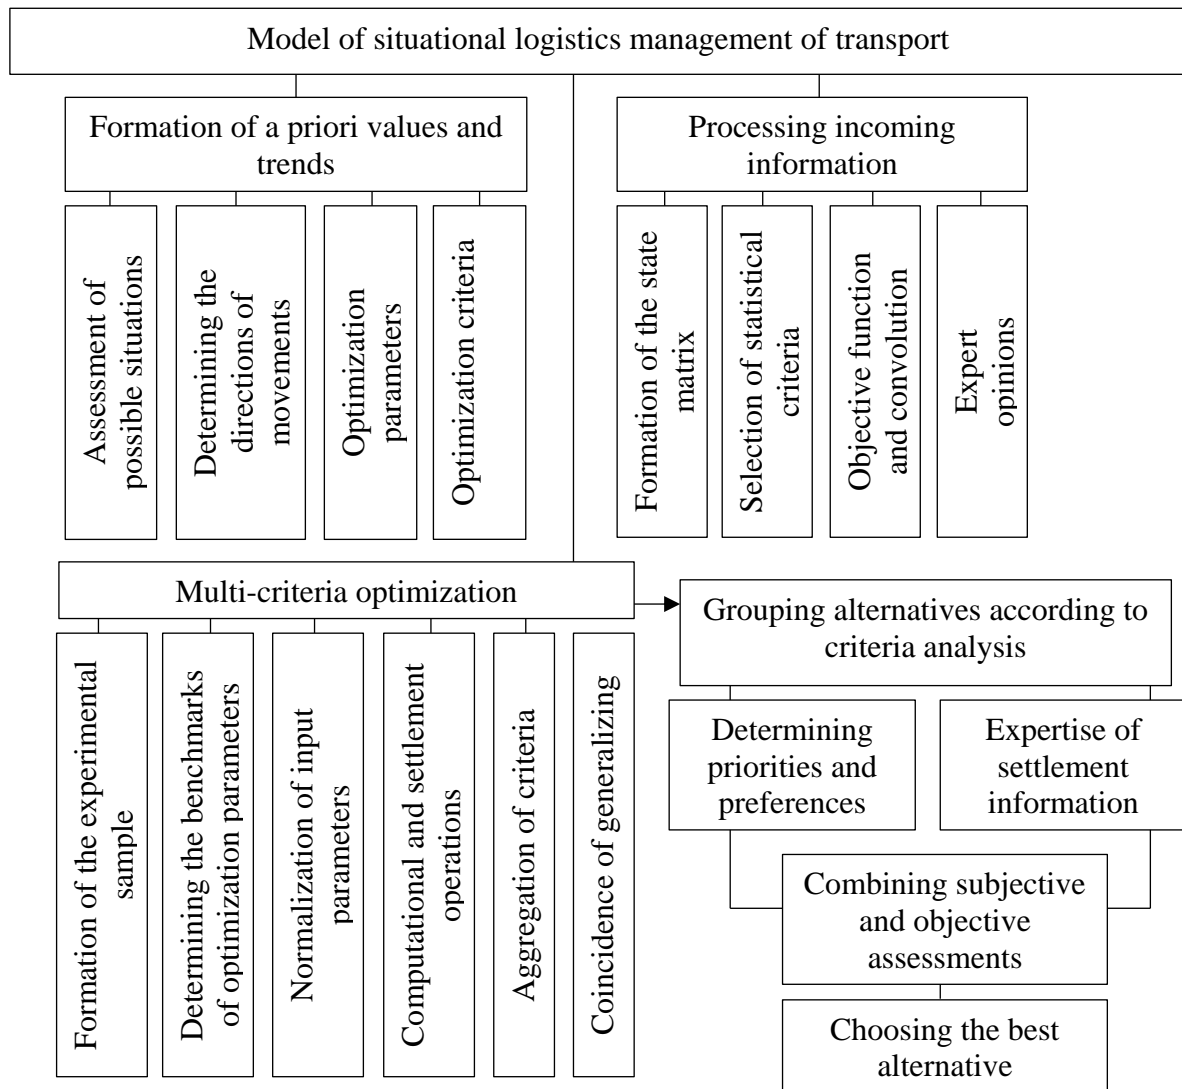 Model of situational logistics management of transport
Formation of a priori values and
trends
Processing incoming
information
Assessment of
possible situations
Determining the
directions of
movements
Optimization
parameters
Optimization criteria
Formation of the state
matrix
Selection of statistical
criteria
Objective function
and convolution
Expert
opinions
Multi-criteria optimization
Grouping alternatives according to
criteria analysis
Formation of the experimental
sample
Determining the benchmarks
of optimization parameters
Normalization of input
parameters
Computational and settlement
operations
Aggregation of criteria
Coincidence of generalizing
Determining
priorities and
preferences
Expertise of
settlement
information
Combining subjective
and objective
assessments
Choosing the best
alternative